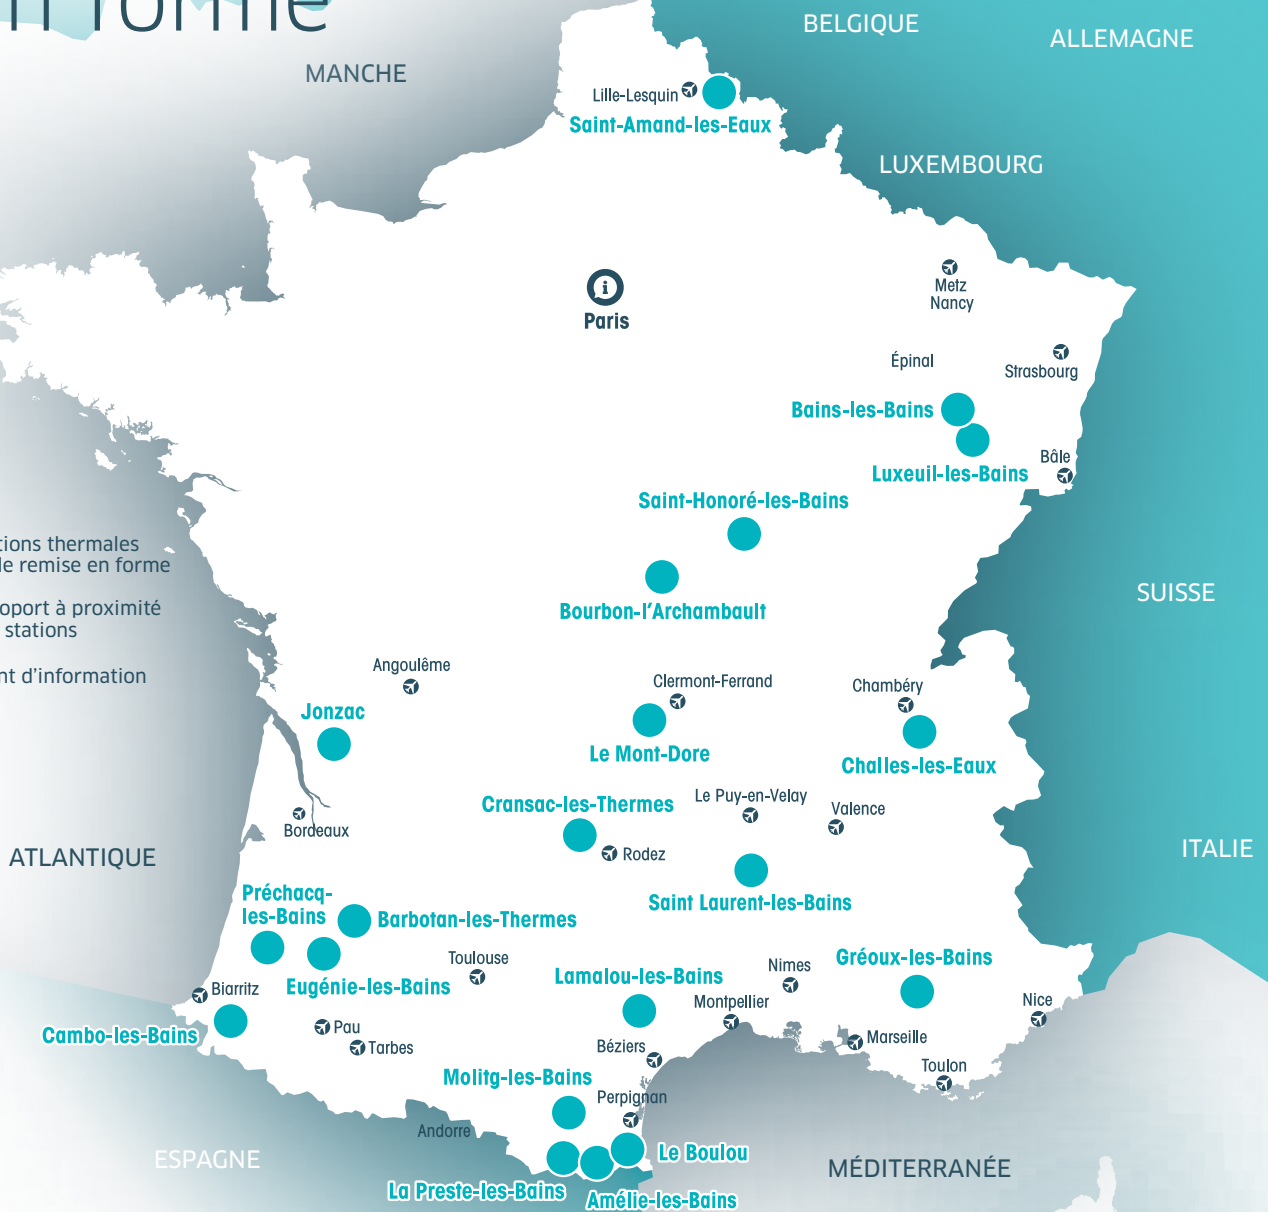 BELGIQUE
ALLEMAGNE
MANCHE
Lille-Lesquin
Saint-Amand-les-Eaux
LUXEMBOURG
Metz
Nancy
Paris
Épinal
Strasbourg
Bains-les-Bains
Bâle
Luxeuil-les-Bains
Saint-Honoré-les-Bains
tions thermales
de remise en forme
SUISSE
oport à proximité
stations
Bourbon-l'Archambault
nt d'information
Angoulême
Clermont-Ferrand
Chambéry
Jonzac
Le Mont-Dore
Challes-les-Eaux
Cransac-les-Thermes
Le Puy-en-Velay
Valence
Bordeaux
ATLANTIQUE
Rodez
ITALIE
Préchacq-
les-Bains
Barbotan-les-Thermes
Saint Laurent-les-Bains
Toulouse
Gréoux-les-Bains
Lamalou-les-Bains
Nimes
Eugénie-les-Bains
Biarritz
Montpellier
Nice
Cambo-les-Bains
Pau
Tarbes
Béziers
Marseille
Toulon
Molitg-les-Bains
Perpignan
Andorre
Le Boulou
ESPAGNE
MÉDITERRANÉE
La Preste-les-Bains
Amélie-les-Bains